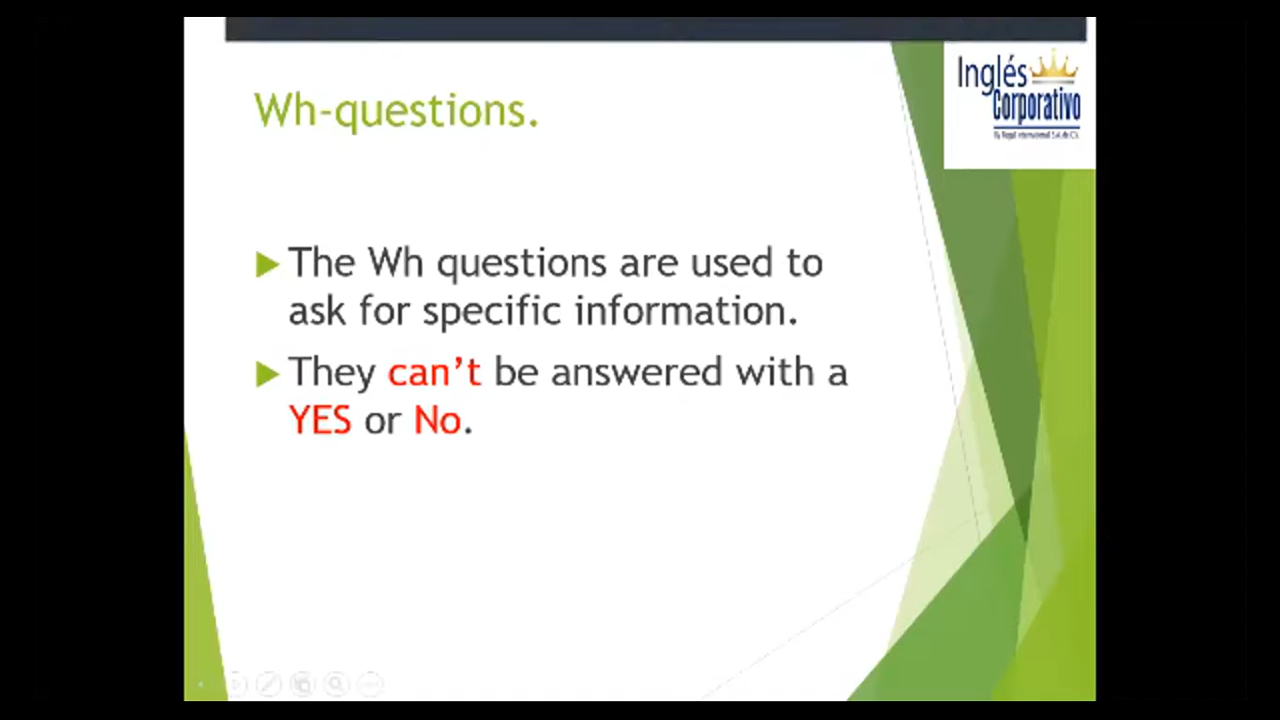 Inglés
Corporativo
Wh-questions.
The Wh questions are used to
ask for specific information.
They can't be answered with a
YES or No.